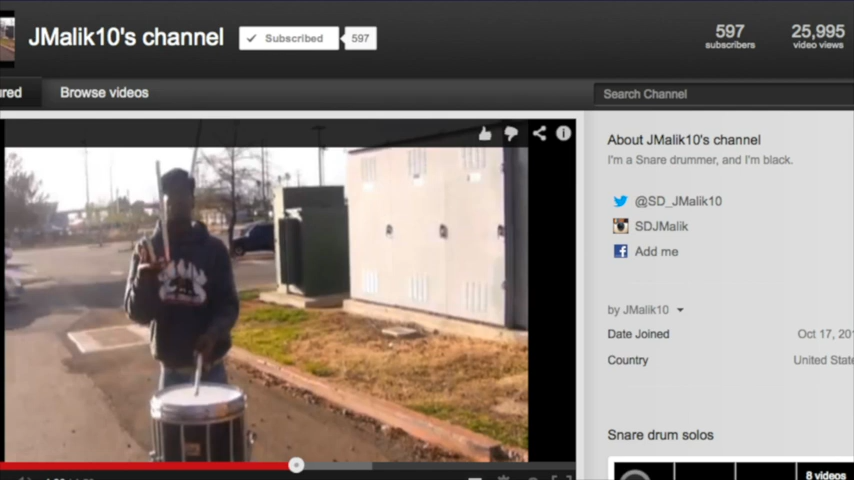 JMalik10's channel
Subscribed
597
597
subscribers
25,995
video views
ured
Browse videos
Search Channel
About JMalik10's channel
I'm a Snare drummer, and I'm black.
@SD_JMalik10
SDJMalik
Add me
by JMalik10
Date Joined
Oct 17, 201
Country
United State
Snare drum solos
8 videos